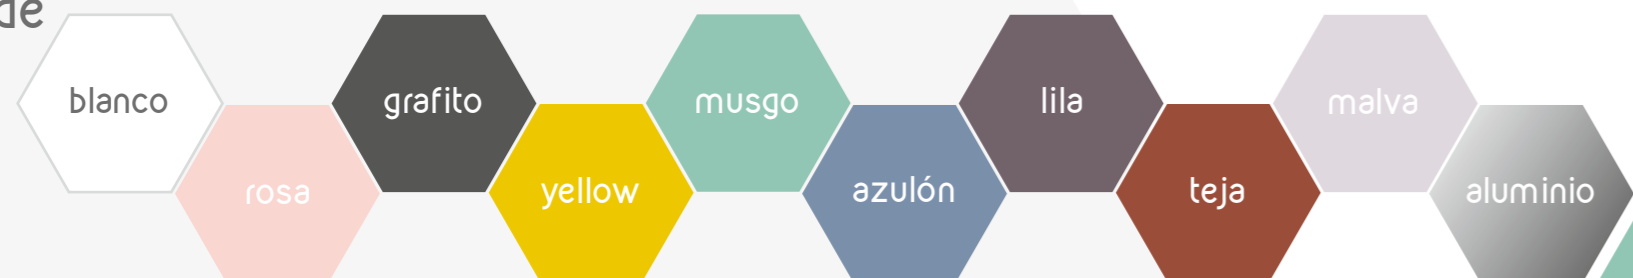 de
blanco
grafito
musgo
lila
malva
rosa
yellow
azulón
teja
aluminio